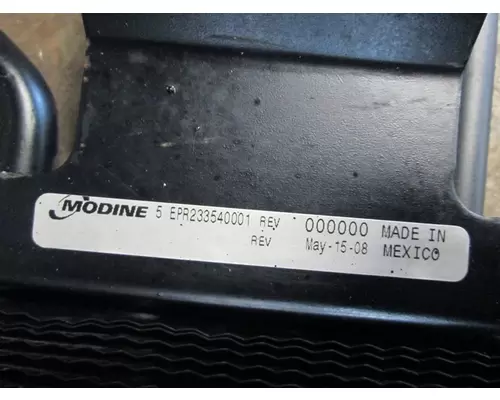 MODINE 5 EPR233540001 REV 000000 MADE IN
REV May-15-08 MEXICO